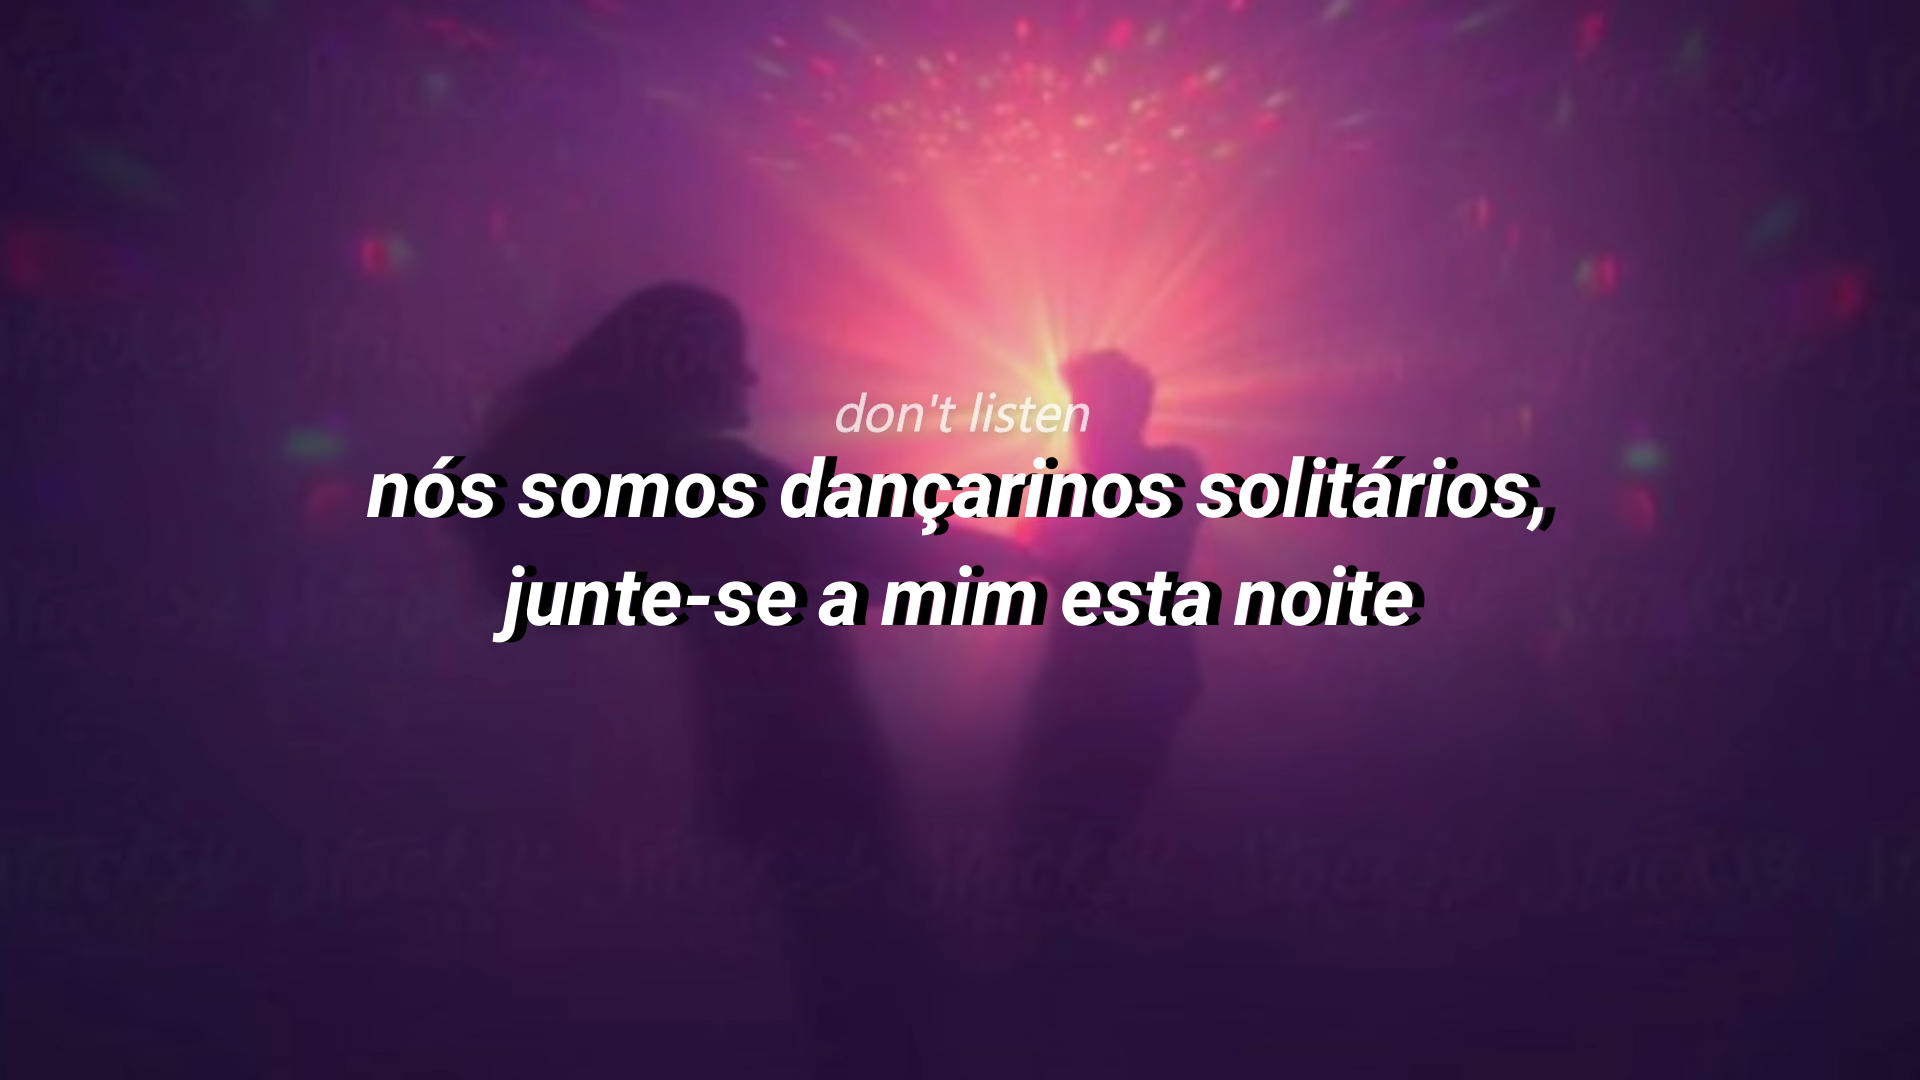 don't listen
nós somos dançarinos solitários,
junte-se a mim esta noite